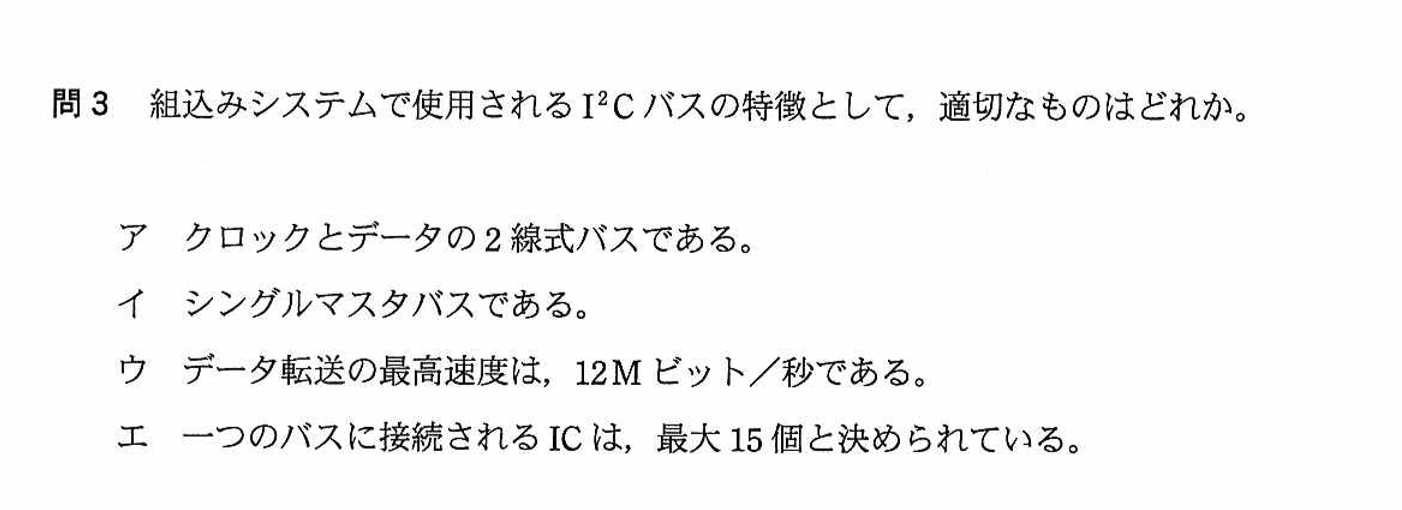 問3 組込みシステムで使用されるI²Cバスの特徴として，適切なものはどれか。
ア クロックとデータの2線式バスである。
イ シングルマスタバスである。
ウ データ転送の最高速度は，12Mビット／秒である。
エ 一つのバスに接続されるICは，最大15個と決められている。